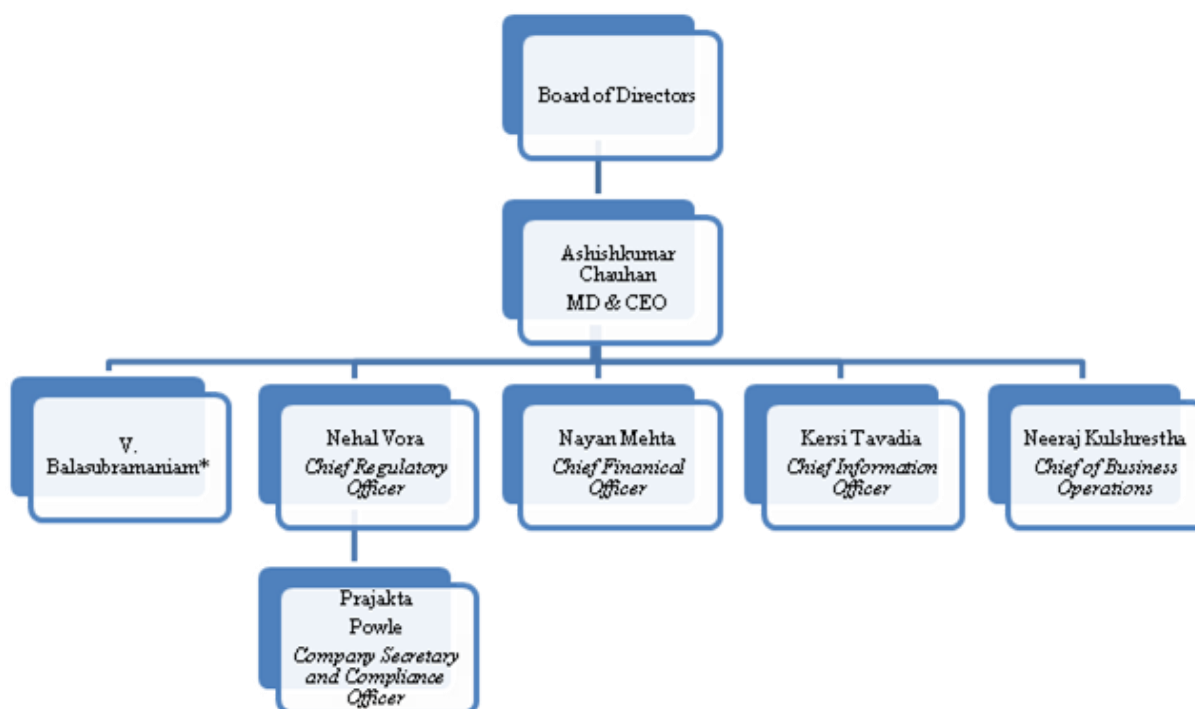 Board of Directors
Ashishkumar
Chauhan
MD & CEO
V.
Balasubramaniam*
Nehal Vora
Chief Regulatory
Officer
Nayan Mehta
Chief Finanical
Officer
Kersi Tavadia
Chief Information
Officer
Neeraj Kulshrestha
Chief of Business
Operations
Prajakta
Powle
Company Secretary
and Compliance
Officer